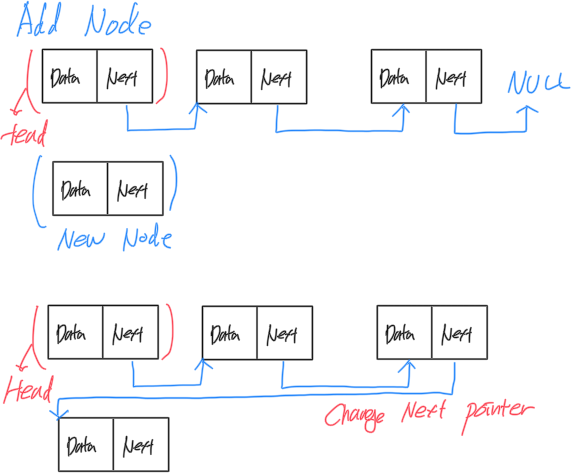 Add Node
Data Next Data Next Data Next
NULL
Head
Data Next
New Node
Data Next Data Next Data Next
Head
Change Next pointer
Data Next